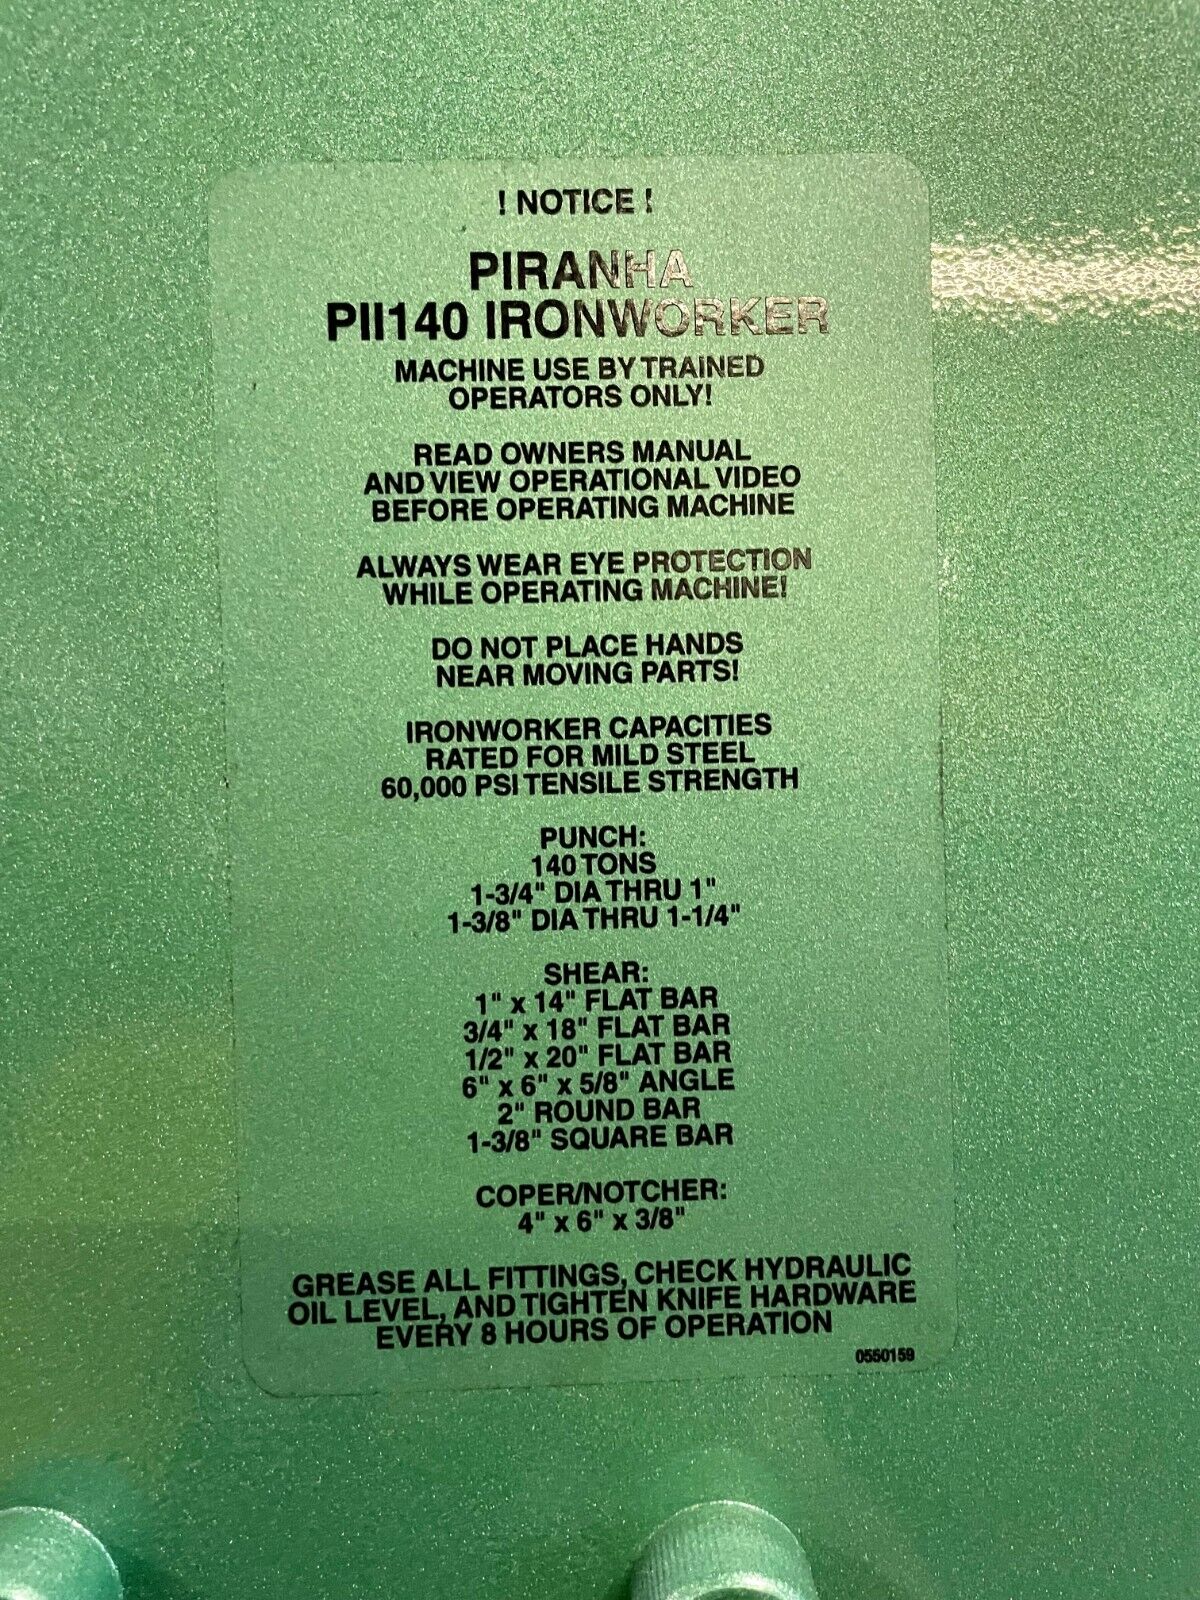 ! NOTICE !
PIRANHA
PII140 IRONWORKER
MACHINE USE BY TRAINED
OPERATORS ONLY!
READ OWNERS MANUAL
AND VIEW OPERATIONAL VIDEO
BEFORE OPERATING MACHINE
ALWAYS WEAR EYE PROTECTION
WHILE OPERATING MACHINE!
DO NOT PLACE HANDS
NEAR MOVING PARTS!
IRONWORKER CAPACITIES
RATED FOR MILD STEEL
60,000 PSI TENSILE STRENGTH
PUNCH:
140 TONS
1-3/4" DIA THRU 1"
1-3/8" DIA THRU 1-1/4"
SHEAR:
1" x 14" FLAT BAR
3/4" x 18" FLAT BAR
1/2" x 20" FLAT BAR
6" x 6" x 5/8" ANGLE
2" ROUND BAR
1-3/8" SQUARE BAR
COPER/NOTCHER:
4" x 6" x 3/8"
GREASE ALL FITTINGS, CHECK HYDRAULIC
OIL LEVEL, AND TIGHTEN KNIFE HARDWARE
EVERY 8 HOURS OF OPERATION
0550159